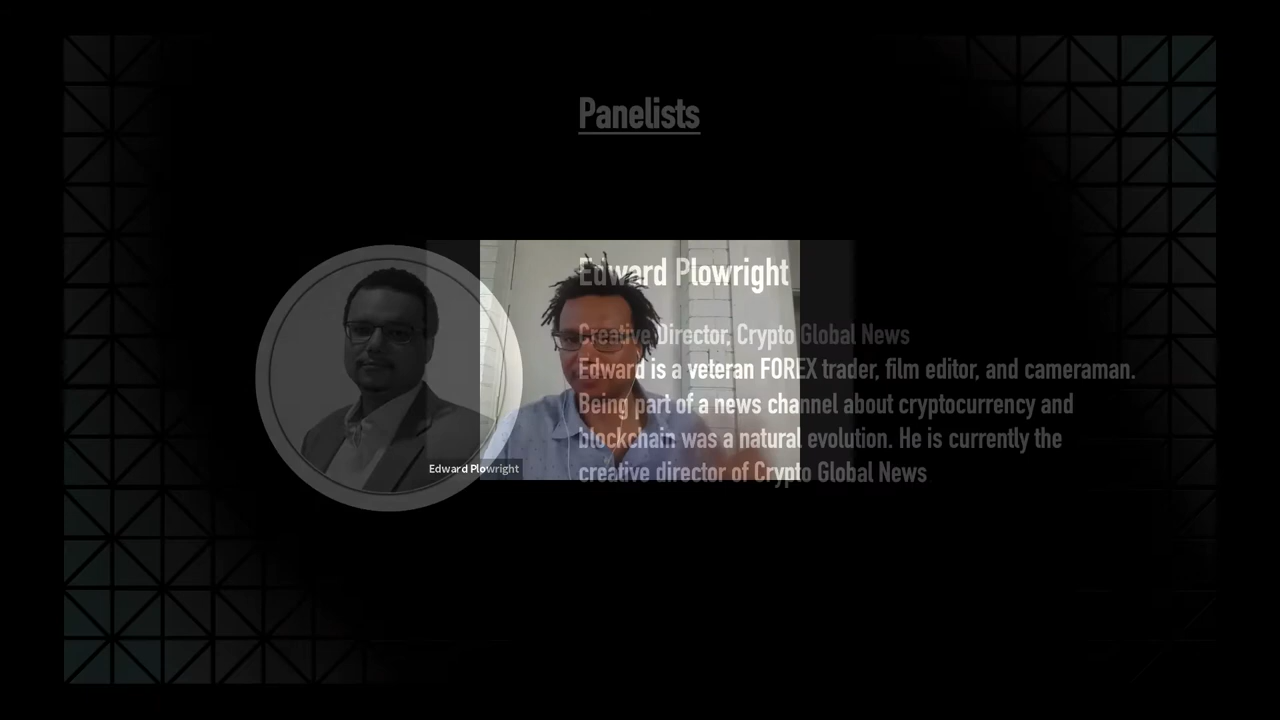 Panelists
Edward Plowright
Creative Director, Crypto Global News
Edward is a veteran FOREX trader, film editor, and cameraman.
Being part of a news channel about cryptocurrency and
blockchain was a natural evolution. He is currently the
creative director of Crypto Global News
Edward Plowright